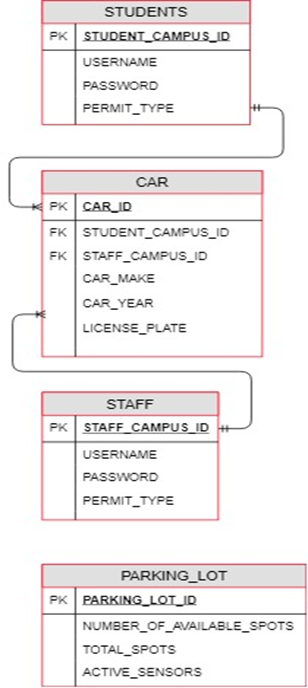 STUDENTS
PK STUDENT_CAMPUS_ID
USERNAME
PASSWORD
PERMIT_TYPE
CAR
PK CAR_ID
FK STUDENT_CAMPUS_ID
FK STAFF_CAMPUS_ID
CAR_MAKE
CAR_YEAR
LICENSE_PLATE
STAFF
PK STAFF_CAMPUS_ID
USERNAME
PASSWORD
PERMIT_TYPE
PARKING_LOT
PK PARKING_LOT_ID
NUMBER_OF_AVAILABLE_SPOTS
TOTAL_SPOTS
ACTIVE_SENSORS